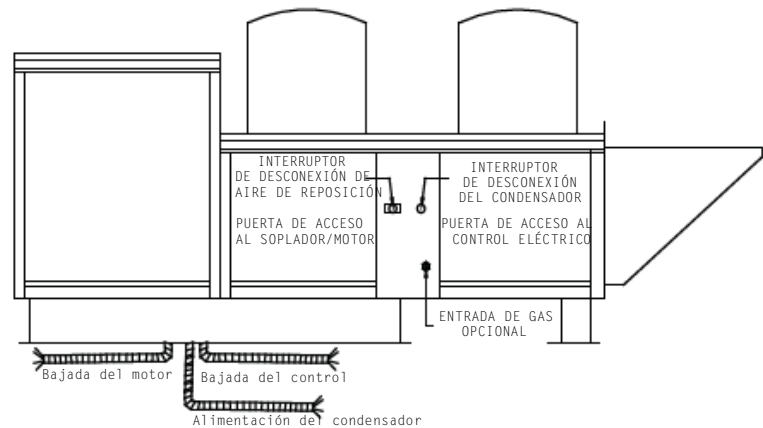 INTERRUPTOR
DE DESCONEXIÓN DE
AIRE DE REPOSICIÓN
PUERTA DE ACCESO
AL SOPLADOR/MOTOR
INTERRUPTOR
DE DESCONEXIÓN
DEL CONDENSADOR
PUERTA DE ACCESO AL
CONTROL ELÉCTRICO
ENTRADA DE GAS
OPCIONAL
Bajada del motor
Bajada del control
Alimentación del condensador